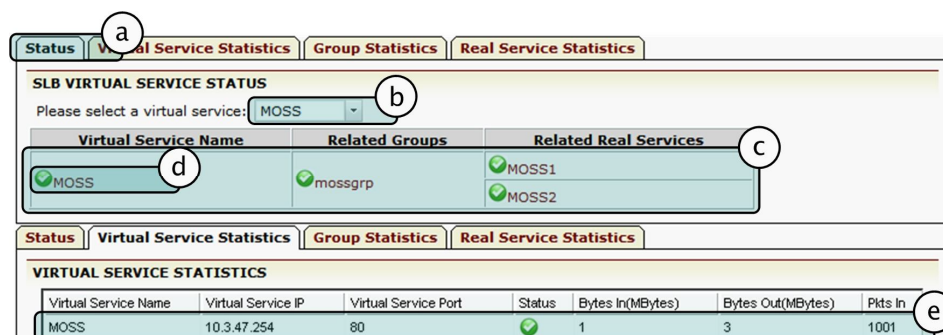 a
Status Virtual Service Statistics Group Statistics Real Service Statistics
SLB VIRTUAL SERVICE STATUS
b
Please select a virtual service: MOSS
Virtual Service Name Related Groups Related Real Services
c
d
MOSS mossgrp MOSS1
MOSS2
Status Virtual Service Statistics Group Statistics Real Service Statistics
VIRTUAL SERVICE STATISTICS
Virtual Service Name Virtual Service IP Virtual Service Port Status Bytes In(MBytes) Bytes Out(MBytes) Pkts In
e
MOSS 10.3.47.254 80 1 3 1001